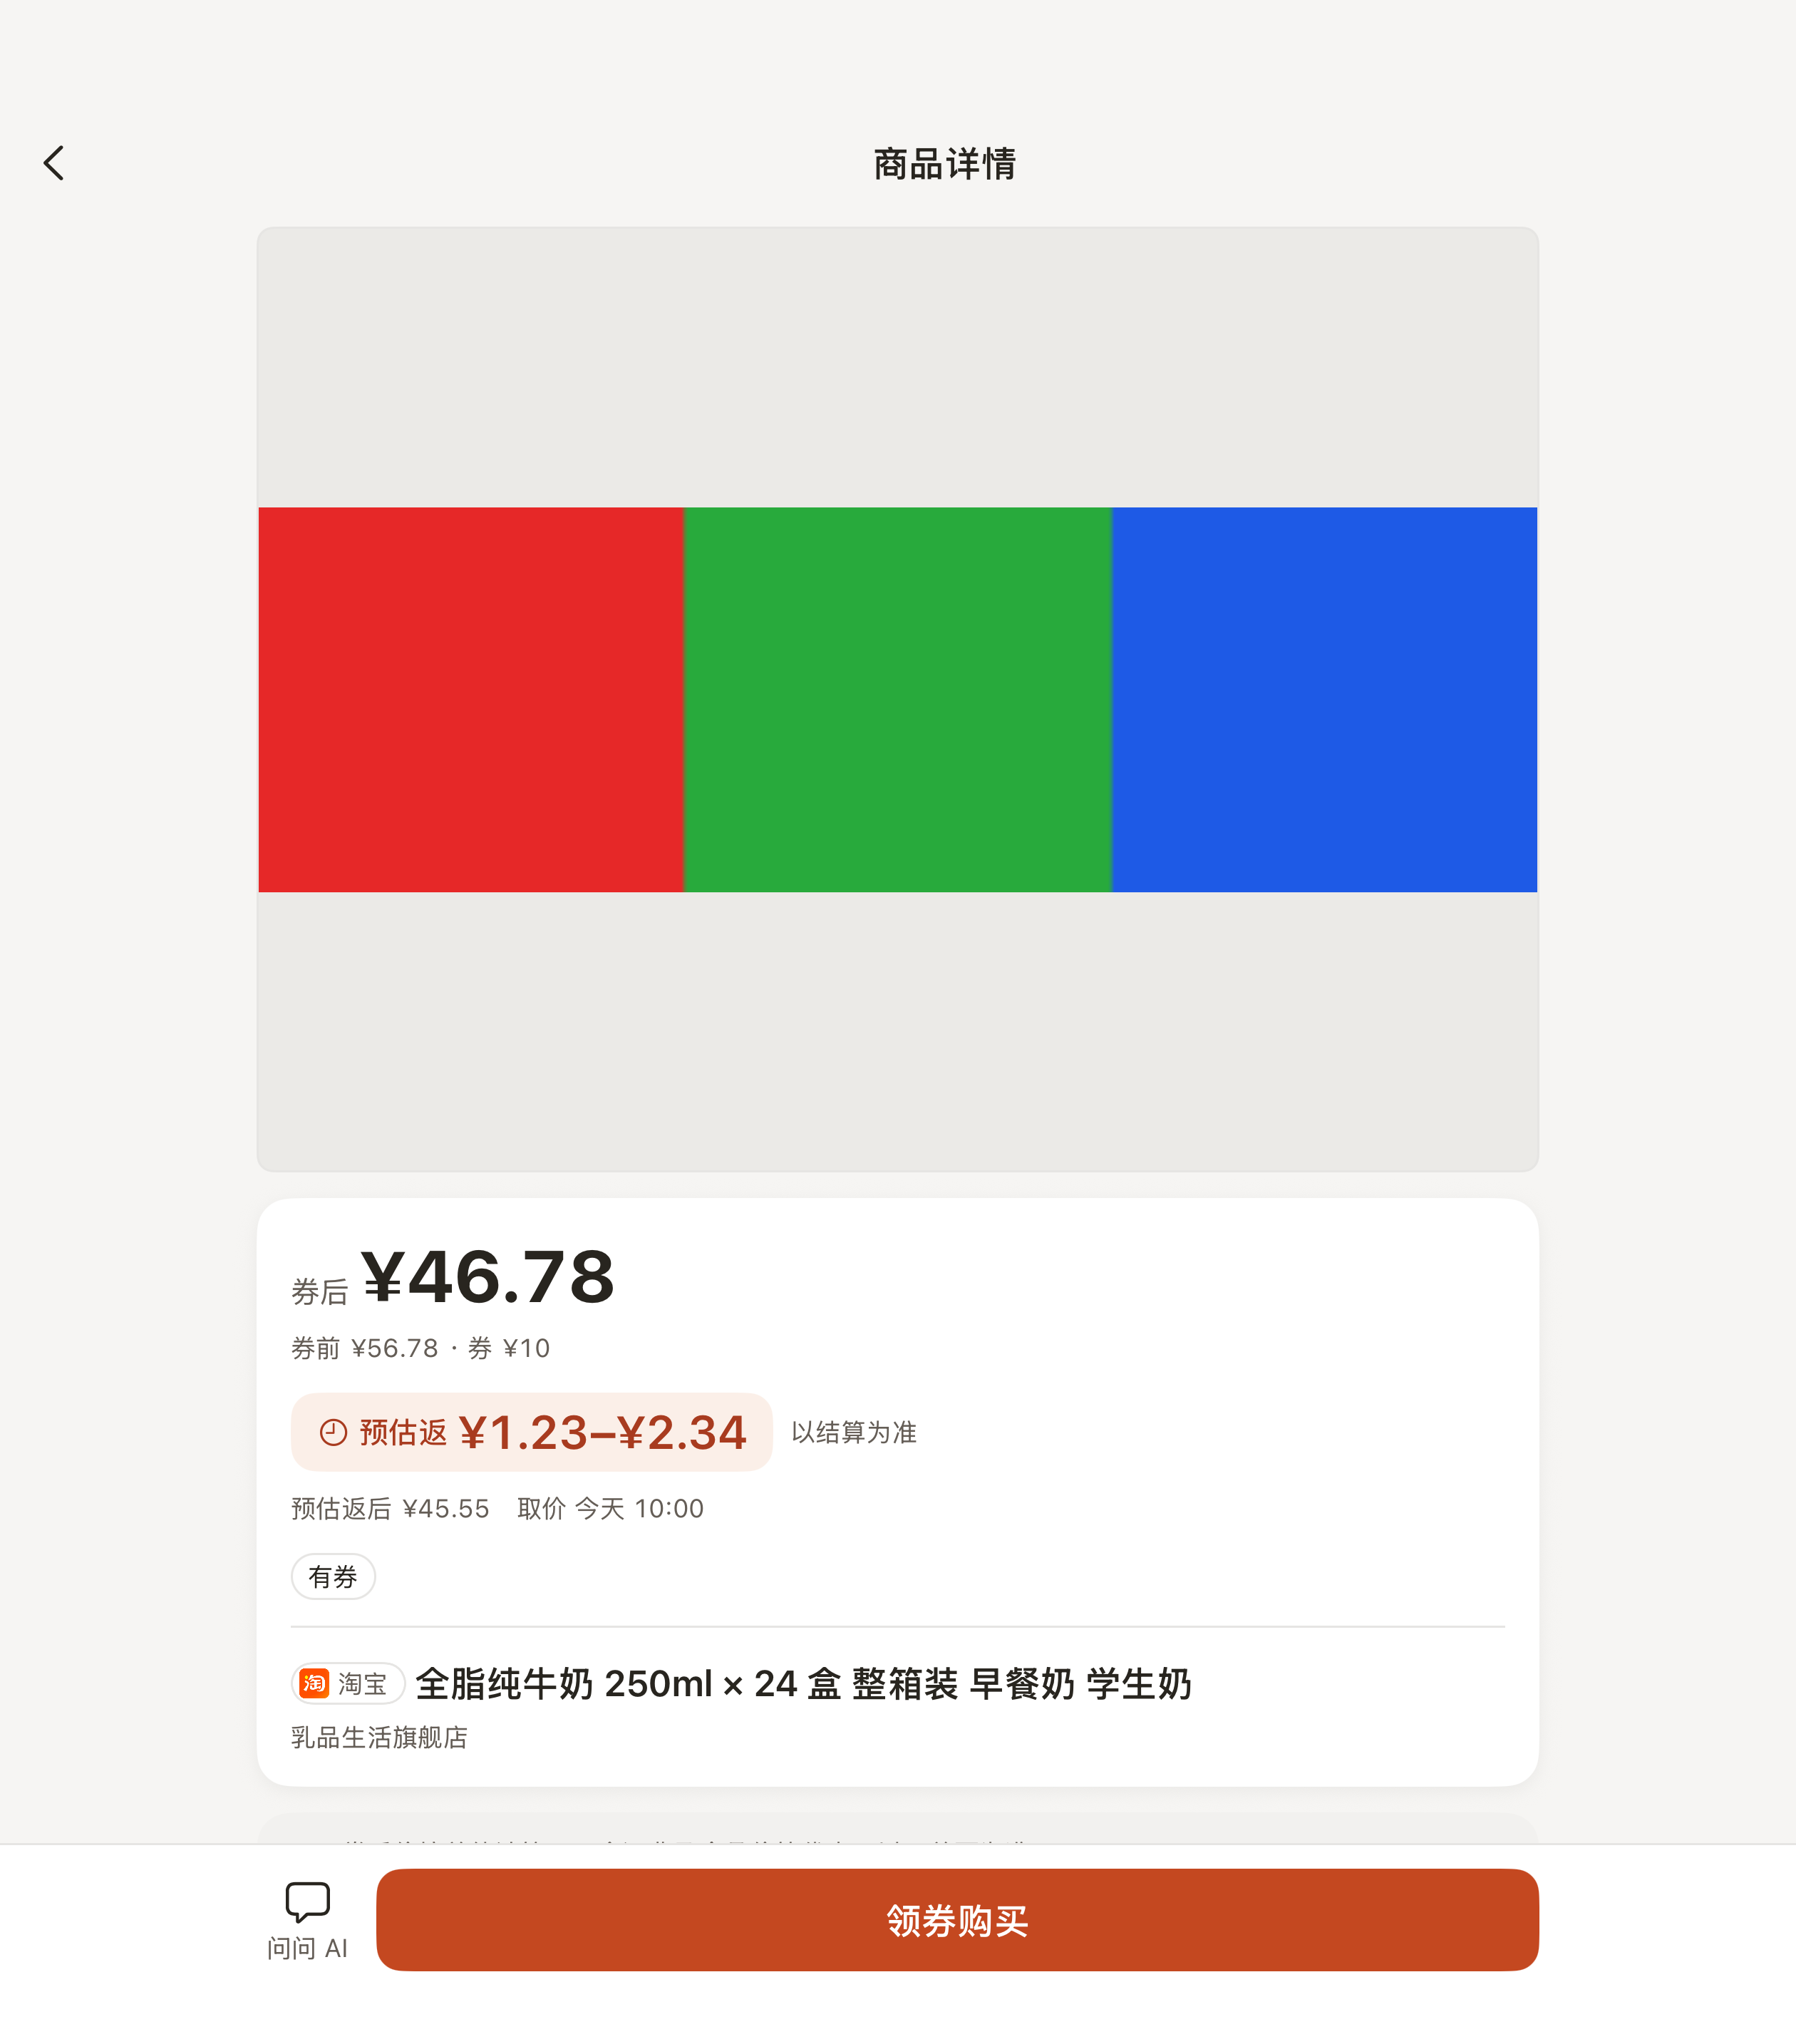 商品详情
券后 ¥46.78
券前 ¥56.78 · 券 ¥10
预估返 ¥1.23–¥2.34 以结算为准
预估返后 ¥45.55 取价 今天 10:00
有券
淘 淘宝 全脂纯牛奶 250ml × 24 盒 整箱装 早餐奶 学生奶
乳品生活旗舰店
问问 AI
领券购买